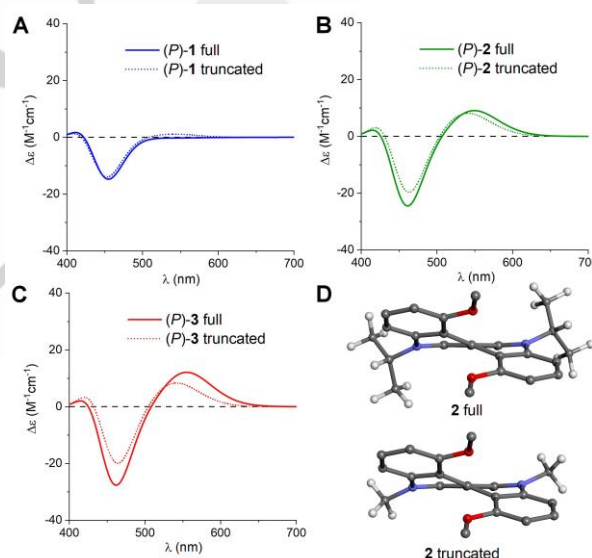 A
(P)-1 full
(P)-1 truncated
Δε (M⁻¹cm⁻¹)
40
20
0
-20
-40
400 500 600 700
λ (nm)
B
(P)-2 full
(P)-2 truncated
Δε (M⁻¹cm⁻¹)
40
20
0
-20
-40
400 500 600 700
λ (nm)
C
(P)-3 full
(P)-3 truncated
Δε (M⁻¹cm⁻¹)
40
20
0
-20
-40
400 500 600 700
λ (nm)
D
2 full
2 truncated